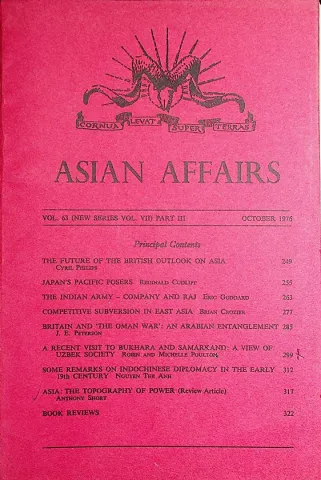 CORNUA LEVAT SUPER TERRAS
ASIAN AFFAIRS
VOL. 63 (NEW SERIES VOL. VII) PART III OCTOBER 1976
Principal Contents
THE FUTURE OF THE BRITISH OUTLOOK ON ASIA 249
CYRIL PHILIPS
JAPAN'S PACIFIC POSERS REGINALD CUDLIPP 255
THE INDIAN ARMY – COMPANY AND RAJ ERIC GODDARD 263
COMPETITIVE SUBVERSION IN EAST ASIA BRIAN CROZIER 277
BRITAIN AND 'THE OMAN WAR': AN ARABIAN ENTANGLEMENT 285
J. E. PETERSON
A RECENT VISIT TO BUKHARA AND SAMARKAND: A VIEW OF
UZBEK SOCIETY ROBIN AND MICHELLE POULTON 299
SOME REMARKS ON INDOCHINESE DIPLOMACY IN THE EARLY 312
19th CENTURY NGUYEN THE ANH
ASIA: THE TOPOGRAPHY OF POWER (Review Article) 317
ANTHONY SHORT
BOOK REVIEWS 322